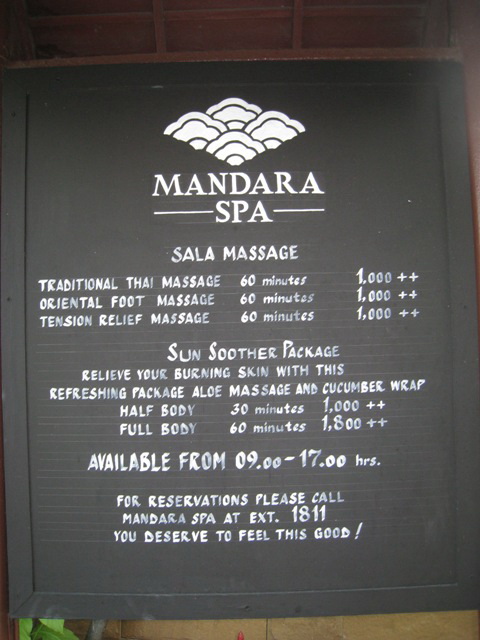 MANDARA
SPA
SALA MASSAGE
TRADITIONAL THAI MASSAGE 60 minutes 1,000 ++
ORIENTAL FOOT MASSAGE 60 minutes 1,000 ++
TENSION RELIEF MASSAGE 60 minutes 1,000 ++
SUN SOOTHER PACKAGE
RELIEVE YOUR BURNING SKIN WITH THIS
REFRESHING PACKAGE ALOE MASSAGE AND CUCUMBER WRAP
HALF BODY 30 minutes 1,000 ++
FULL BODY 60 minutes 1,800 ++
AVAILABLE FROM 09.00-17.00 hrs.
FOR RESERVATIONS PLEASE CALL
MANDARA SPA AT EXT. 1811
YOU DESERVE TO FEEL THIS GOOD!